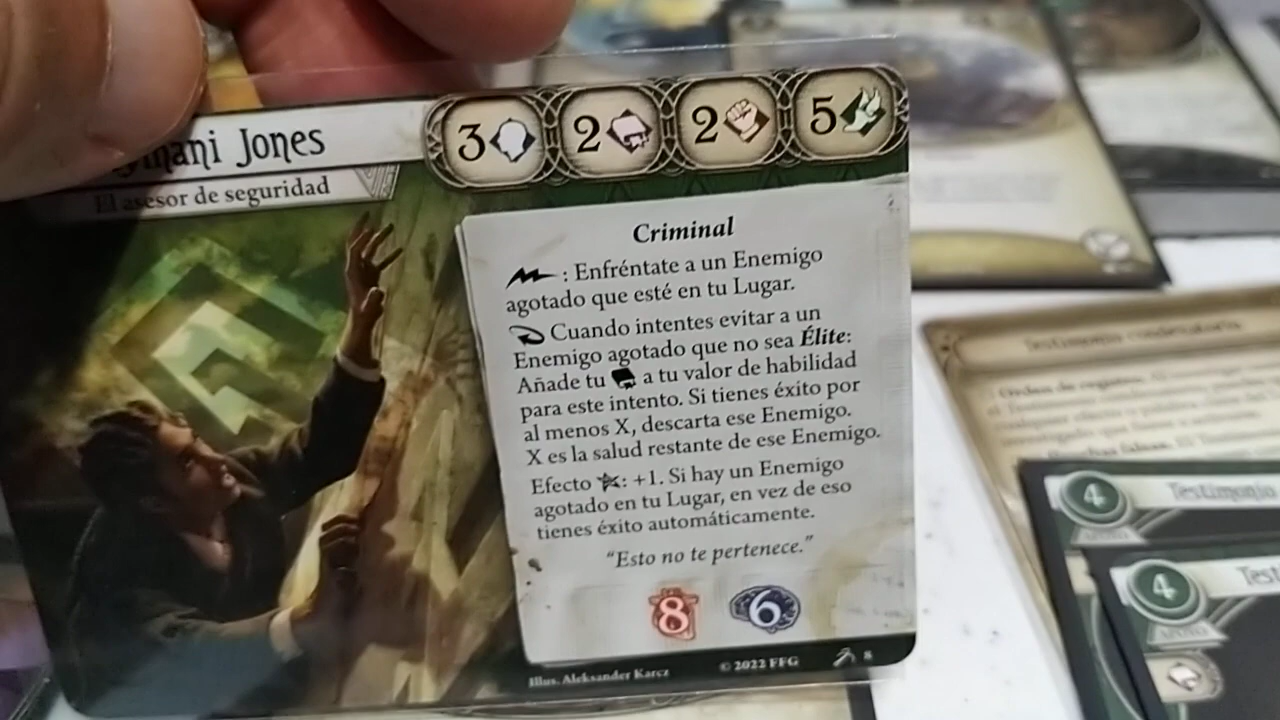 Jones
El asesor de seguridad
3
2
2
5
Criminal
: Enfréntate a un Enemigo
agotado que esté en tu Lugar.
Cuando intentes evitar a un
Enemigo agotado que no sea Élite:
Añade tu a tu valor de habilidad
para este intento. Si tienes éxito por
al menos X, descarta ese Enemigo.
X es la salud restante de ese Enemigo.
Efecto : +1. Si hay un Enemigo
agotado en tu Lugar, en vez de eso
tienes éxito automáticamente.
“Esto no te pertenece.”
8
6
Illus. Aleksander Karcz
© 2022 FFG
8
4
Testimonio
APOYO
4
APOYO